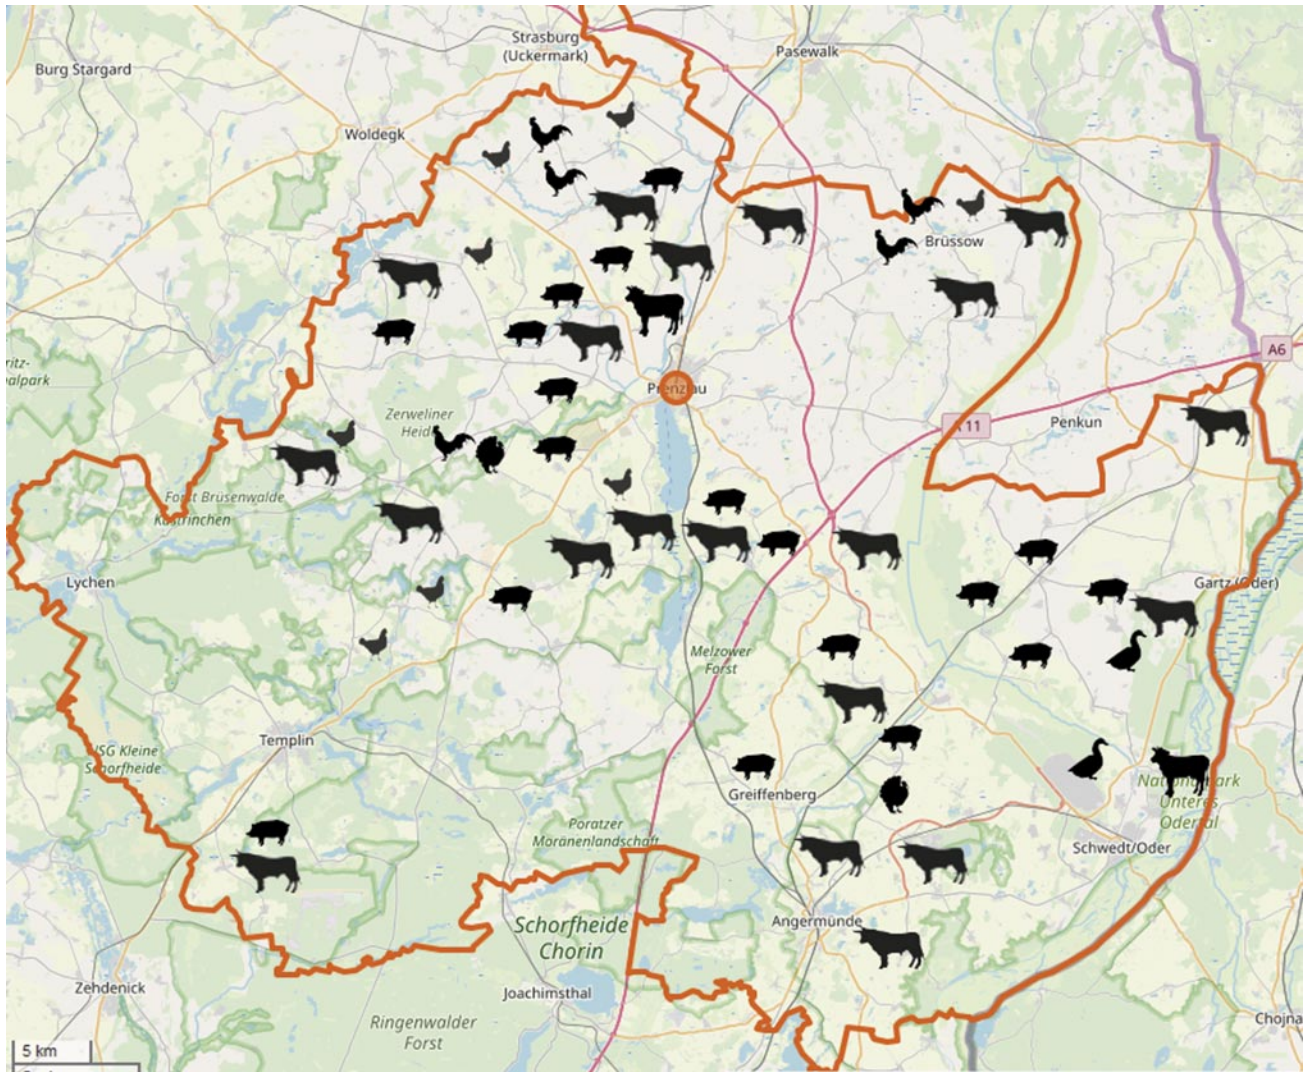 Strasburg
(Uckermark)
Pasewalk
Burg Stargard
Woldegk
Brüssow
A6
Prenzlau
Zerweliner
Heide
11
Penkun
Forst Brüsenwalde
Küstrinchen
Lychen
Gartz (Oder)
Melzower
Forst
Templin
NSG Kleine
Schorfheide
Greiffenberg
Nationalpark
Unteres
Odertal
Poratzer
Moränenlandschaft
Schwedt/Oder
Schorfheide
Chorin
Angermünde
Zehdenick
Joachimsthal
Ringenwalder
Forst
Chojna
5 km